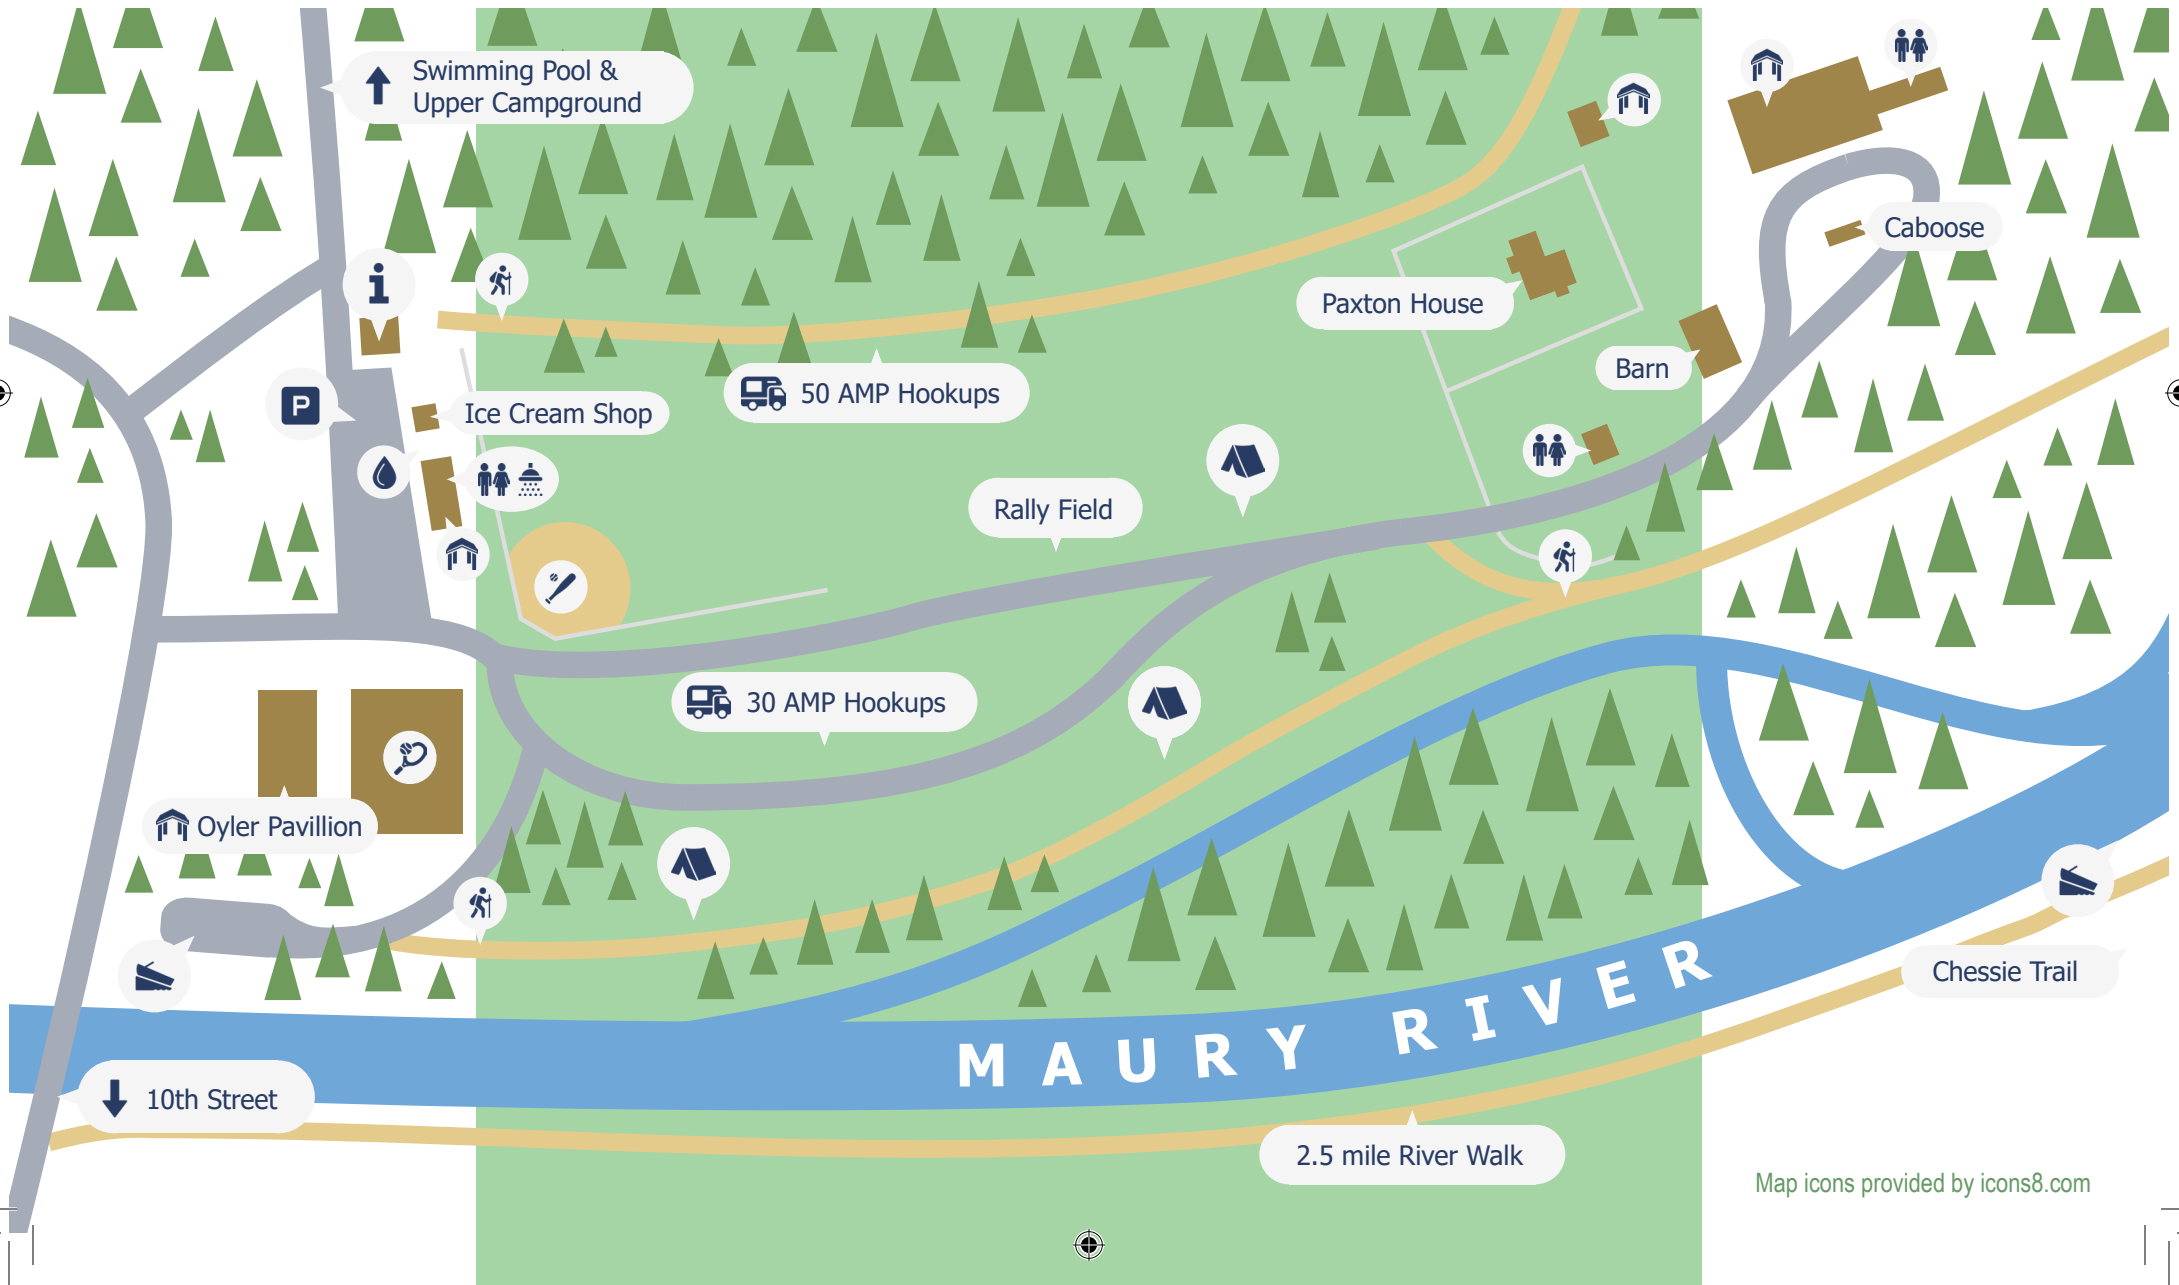 Swimming Pool &
Upper Campground
Caboose
Paxton House
Barn
50 AMP Hookups
P
Ice Cream Shop
Rally Field
30 AMP Hookups
Oyler Pavillion
MAURY RIVER
Chessie Trail
10th Street
2.5 mile River Walk
Map icons provided by icons8.com